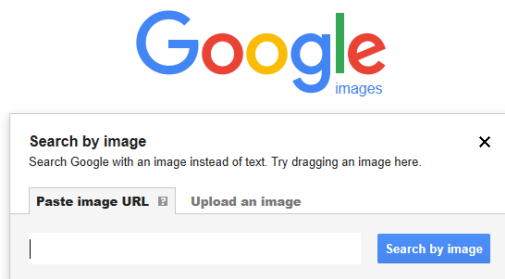 Google
images
Search by image
Search Google with an image instead of text. Try dragging an image here.
Paste image URL ? Upload an image
Search by image